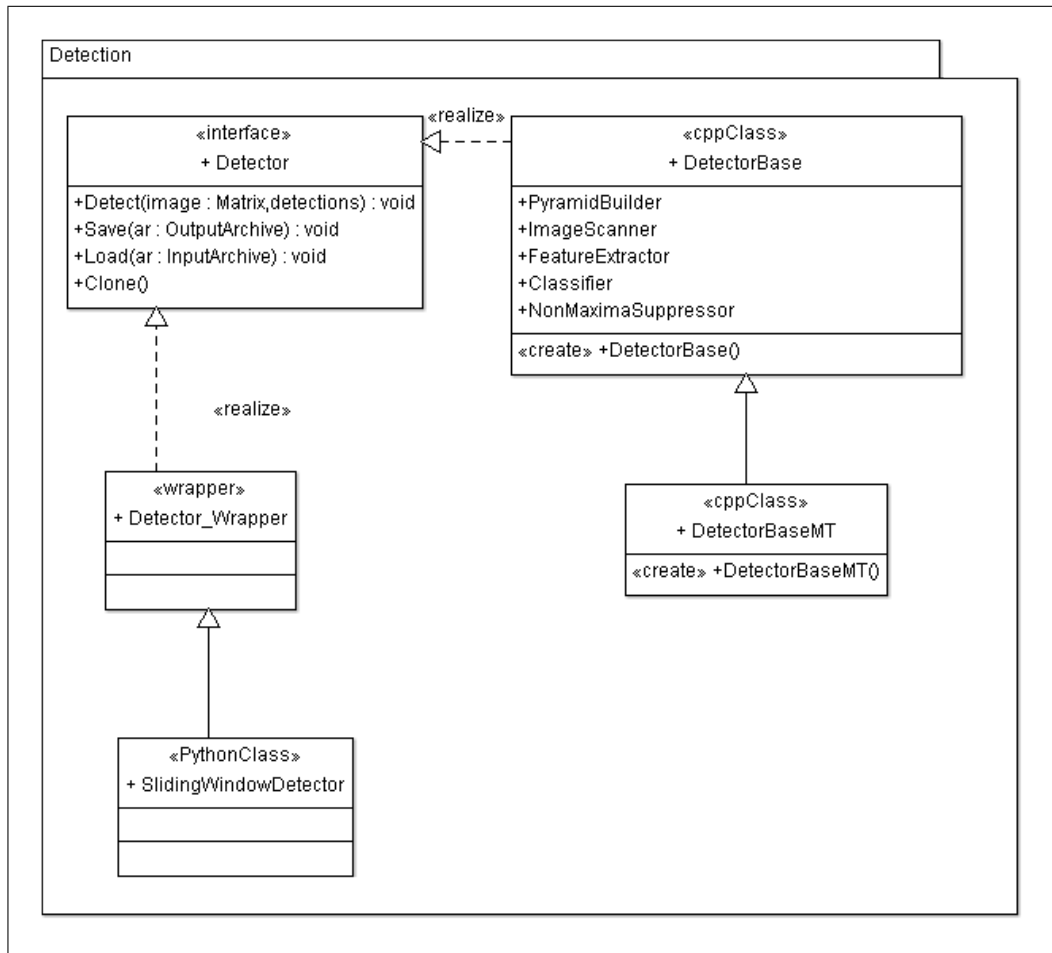 Detection
«realize»
«interface»
+ Detector
+Detect(image : Matrix,detections) : void
+Save(ar : OutputArchive) : void
+Load(ar : InputArchive) : void
+Clone()
«cppClass»
+ DetectorBase
+PyramidBuilder
+ImageScanner
+FeatureExtractor
+Classifier
+NonMaximaSuppressor
«create» +DetectorBase()
«realize»
«wrapper»
+ Detector_Wrapper
«cppClass»
+ DetectorBaseMT
«create» +DetectorBaseMT()
«PythonClass»
+ SlidingWindowDetector